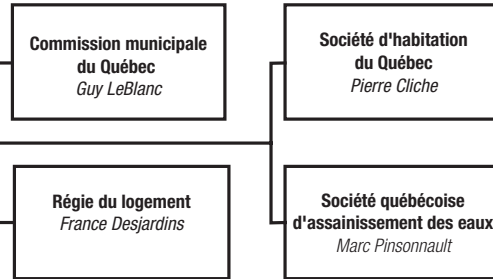 Commission municipale
du Québec
Guy LeBlanc
Société d'habitation
du Québec
Pierre Cliche
Régie du logement
France Desjardins
Société québécoise
d'assainissement des eaux
Marc Pinsonnault